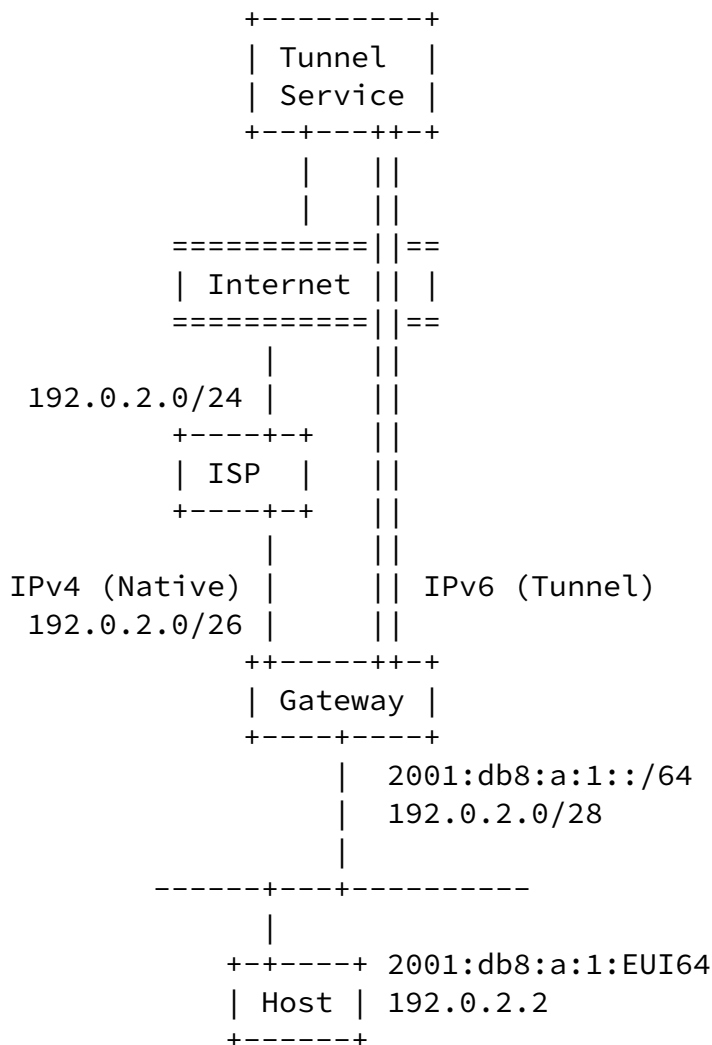 Tunnel
Service
Internet
192.0.2.0/24
ISP
IPv4 (Native) IPv6 (Tunnel)
192.0.2.0/26
Gateway
2001:db8:a:1::/64
192.0.2.0/28
2001:db8:a:1:EUI64
Host 192.0.2.2